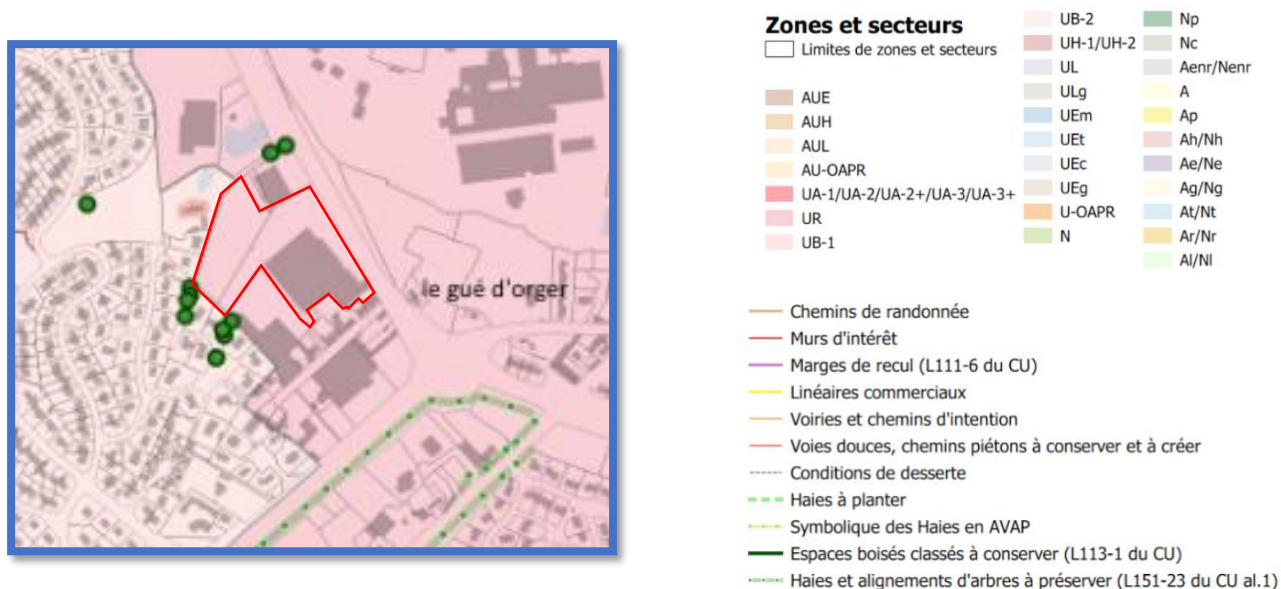 le gué d'orger
Zones et secteurs
Limites de zones et secteurs
AUE
AUH
AUL
AU-OAPR
UA-1/UA-2/UA-2+/UA-3/UA-3+
UR
UB-1
UB-2
UH-1/UH-2
UL
ULg
UEm
UEt
UEc
UEg
U-OAPR
N
Np
Nc
Aenr/Nenr
A
Ap
Ah/Nh
Ae/Ne
Ag/Ng
At/Nt
Ar/Nr
Al/Nl
Chemins de randonnée
Murs d'intérêt
Marges de recul (L111-6 du CU)
Linéaires commerciaux
Voiries et chemins d'intention
Voies douces, chemins piétons à conserver et à créer
Conditions de desserte
Haies à planter
Symbolique des Haies en AVAP
Espaces boisés classés à conserver (L113-1 du CU)
Haies et alignements d'arbres à préserver (L151-23 du CU al.1)